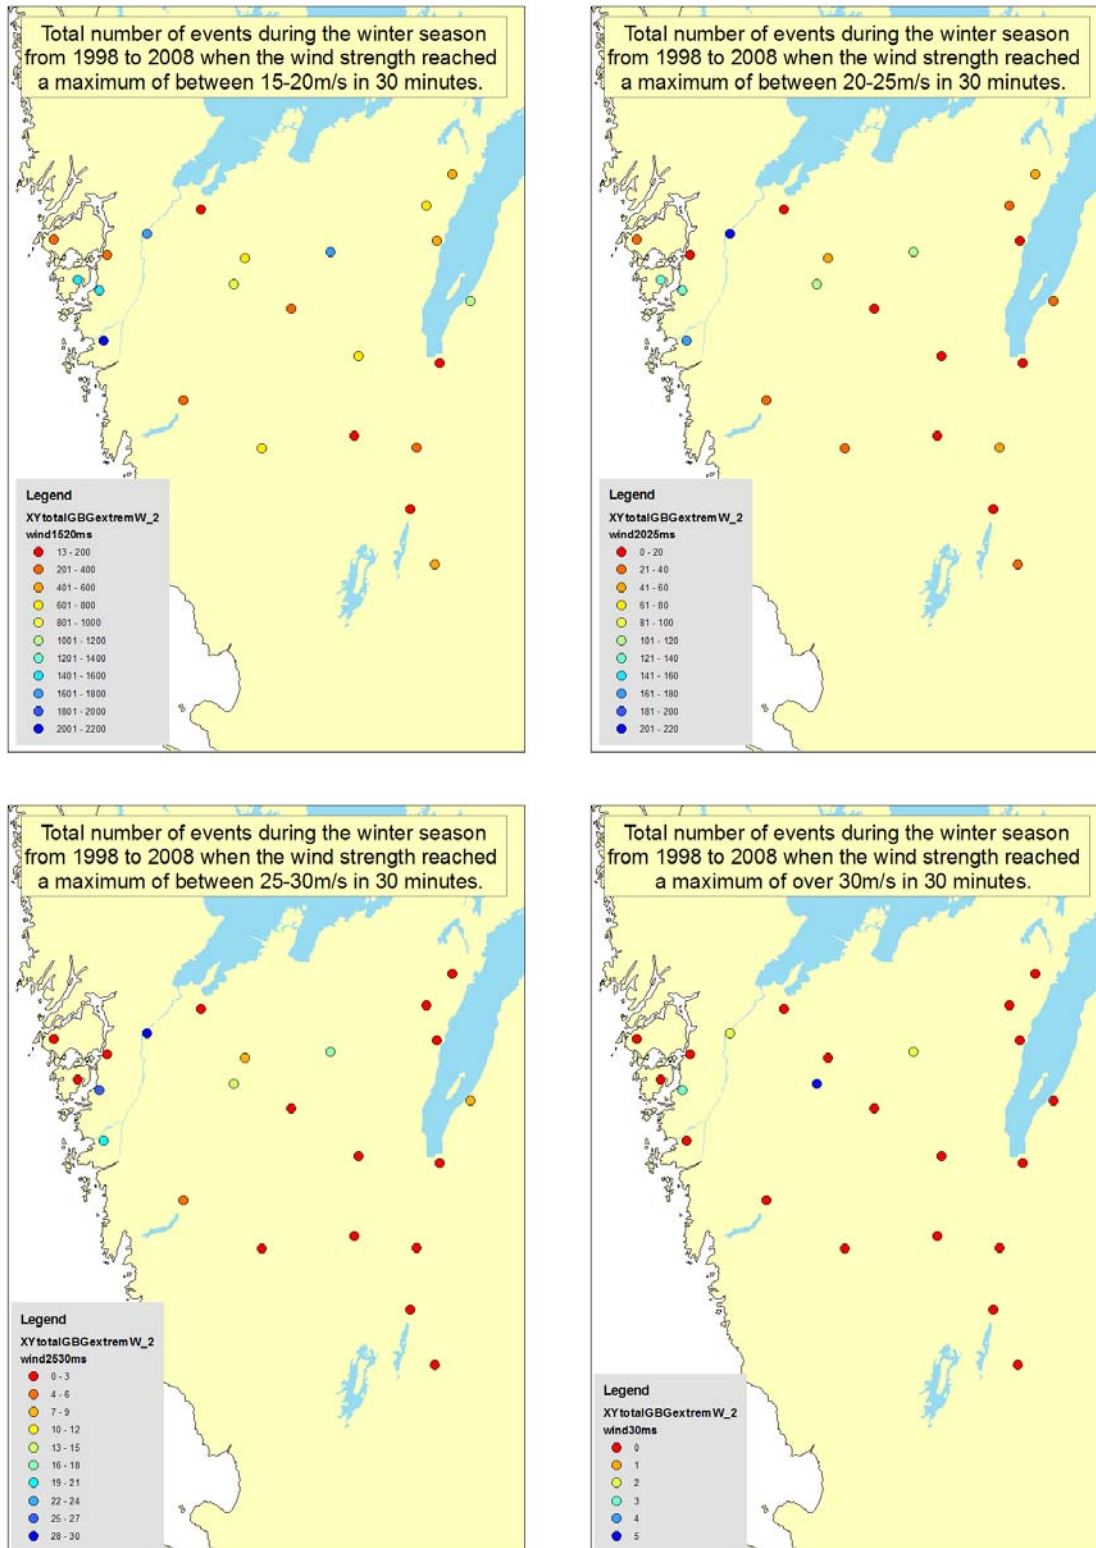 Total number of events during the winter season
from 1998 to 2008 when the wind strength reached
a maximum of between 15-20m/s in 30 minutes.
Legend
XYtotalGBGextremW_2
wind1520ms
13 - 200
201 - 400
401 - 600
601 - 800
801 - 1000
1001 - 1200
1201 - 1400
1401 - 1600
1601 - 1800
1801 - 2000
2001 - 2200
Total number of events during the winter season
from 1998 to 2008 when the wind strength reached
a maximum of between 20-25m/s in 30 minutes.
Legend
XYtotalGBGextremW_2
wind2025ms
0 - 20
21 - 40
41 - 60
61 - 80
81 - 100
101 - 120
121 - 140
141 - 160
161 - 180
181 - 200
201 - 220
Total number of events during the winter season
from 1998 to 2008 when the wind strength reached
a maximum of between 25-30m/s in 30 minutes.
Legend
XYtotalGBGextremW_2
wind2530ms
0 - 3
4 - 6
7 - 9
10 - 12
13 - 15
16 - 18
19 - 21
22 - 24
25 - 27
28 - 30
Total number of events during the winter season
from 1998 to 2008 when the wind strength reached
a maximum of over 30m/s in 30 minutes.
Legend
XYtotalGBGextremW_2
wind30ms
0
1
2
3
4
5